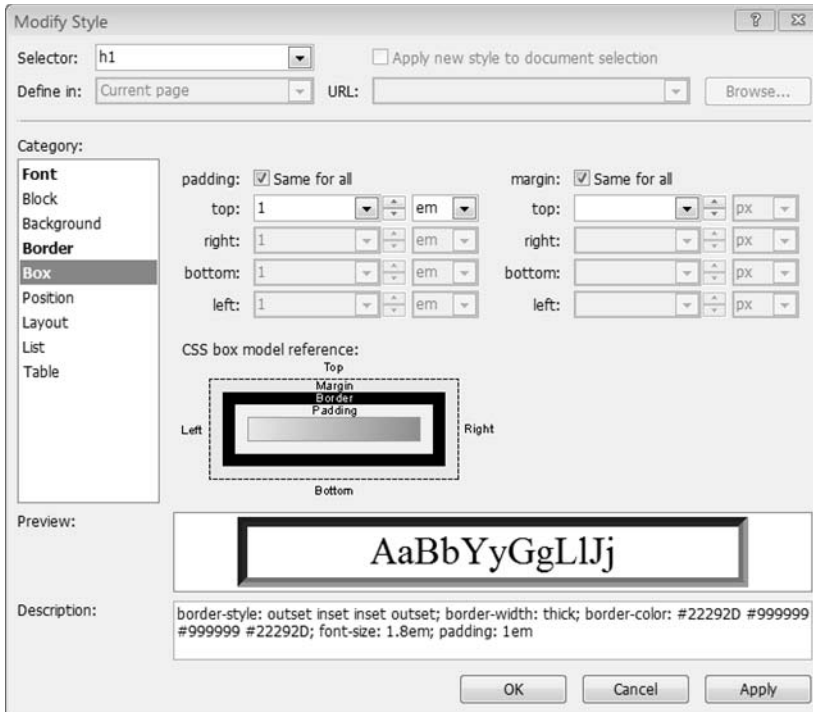 Modify Style
Selector: h1 Apply new style to document selection
Define in: Current page URL: Browse...
Category:
Font
Block
Background
Border
Box
Position
Layout
List
Table
padding: Same for all
top: 1 em
right: 1 em
bottom: 1 em
left: 1 em
margin: Same for all
top: px
right: px
bottom: px
left: px
CSS box model reference:
Top
Margin
Border
Padding
Left
Right
Bottom
Preview:
AaBbYyGgLlJj
Description:
border-style: outset inset inset outset; border-width: thick; border-color: #22292D #999999
#999999 #22292D; font-size: 1.8em; padding: 1em
OK Cancel Apply